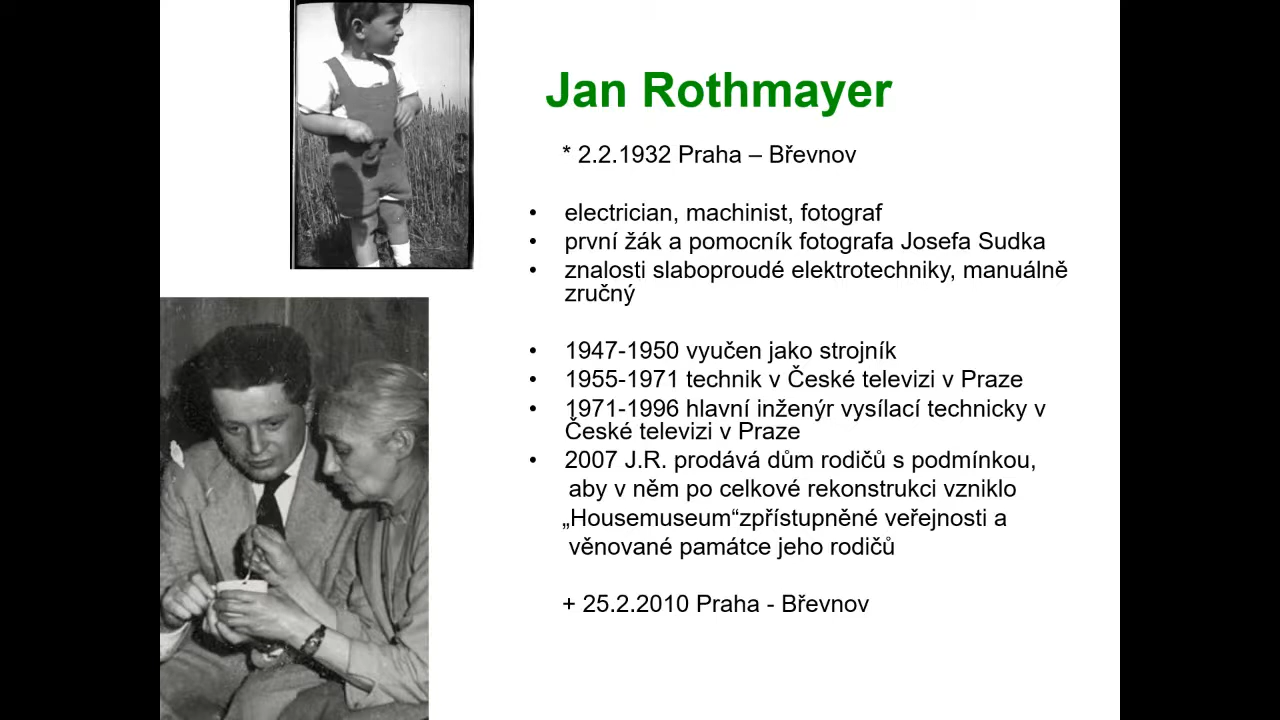 Jan Rothmayer
* 2.2.1932 Praha – Břevnov
• electrician, machinist, fotograf
• první žák a pomocník fotografa Josefa Sudka
• znalosti slaboproudé elektrotechniky, manuálně
zručný
• 1947-1950 vyučen jako strojník
• 1955-1971 technik v České televizi v Praze
• 1971-1996 hlavní inženýr vysílací technicky v
České televizi v Praze
• 2007 J.R. prodává dům rodičů s podmínkou,
aby v něm po celkové rekonstrukci vzniklo
„Housemuseum“zpřístupněné veřejnosti a
věnované památce jeho rodičů
+ 25.2.2010 Praha - Břevnov